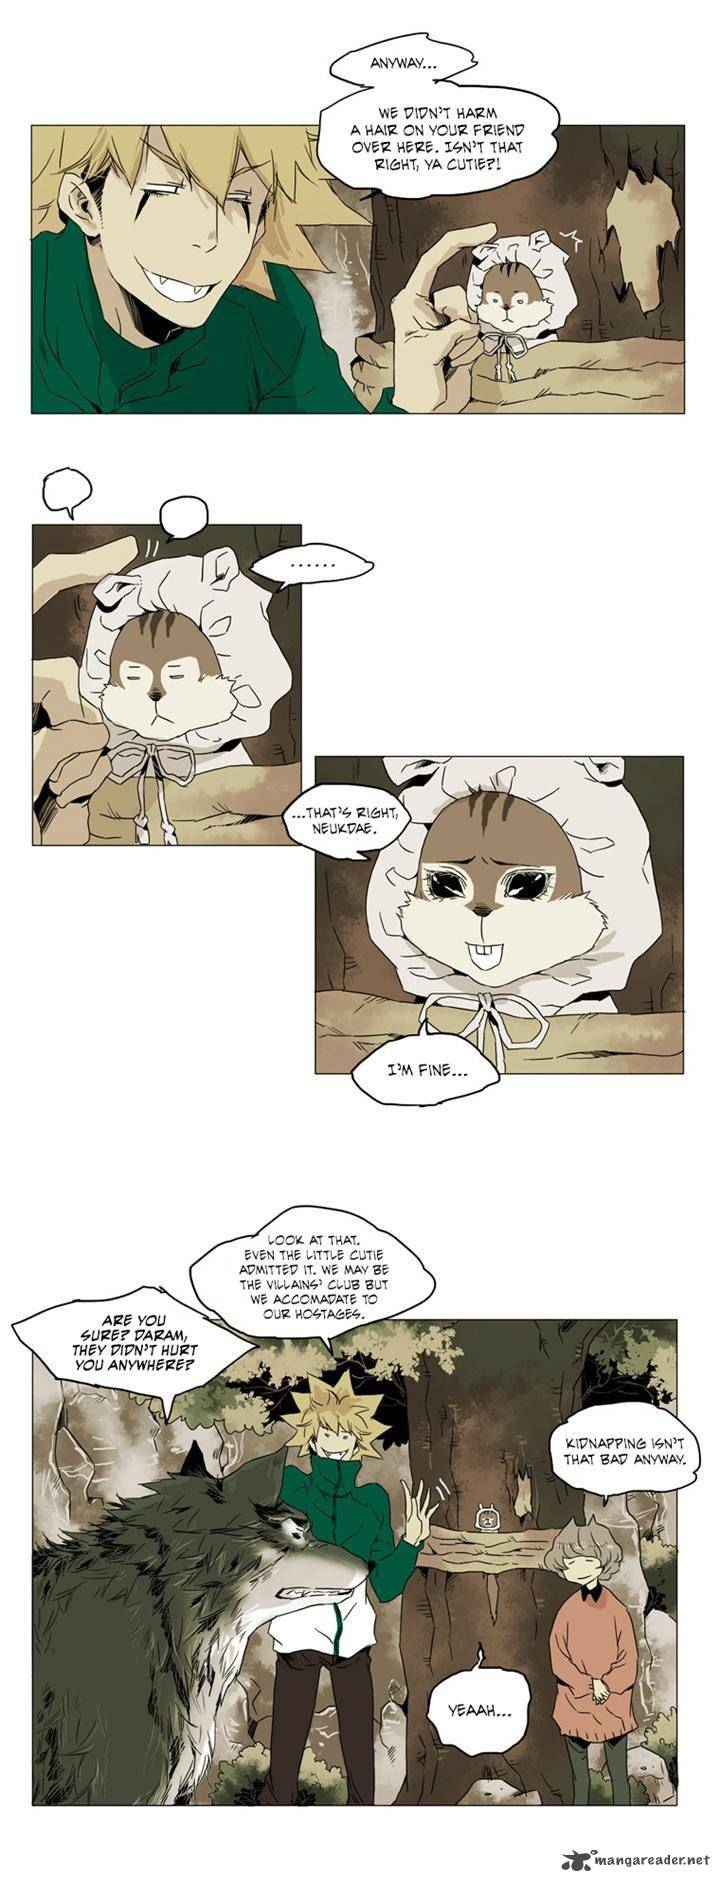 ANYWAY...
WE DIDN'T HARM
A HAIR ON YOUR FRIEND
OVER HERE. ISN'T THAT
RIGHT, YA CUTIE?!
......
...THAT'S RIGHT,
NEUKDAE.
I'M FINE...
LOOK AT THAT.
EVEN THE LITTLE CUTIE
ADMITTED IT. WE MAY BE
THE VILLAINS' CLUB BUT
WE ACCOMADATE TO
OUR HOSTAGES.
ARE YOU
SURE? DARAM,
THEY DIDN'T HURT
YOU ANYWHERE?
KIDNAPPING ISN'T
THAT BAD ANYWAY.
YEAAH...
mangareader.net